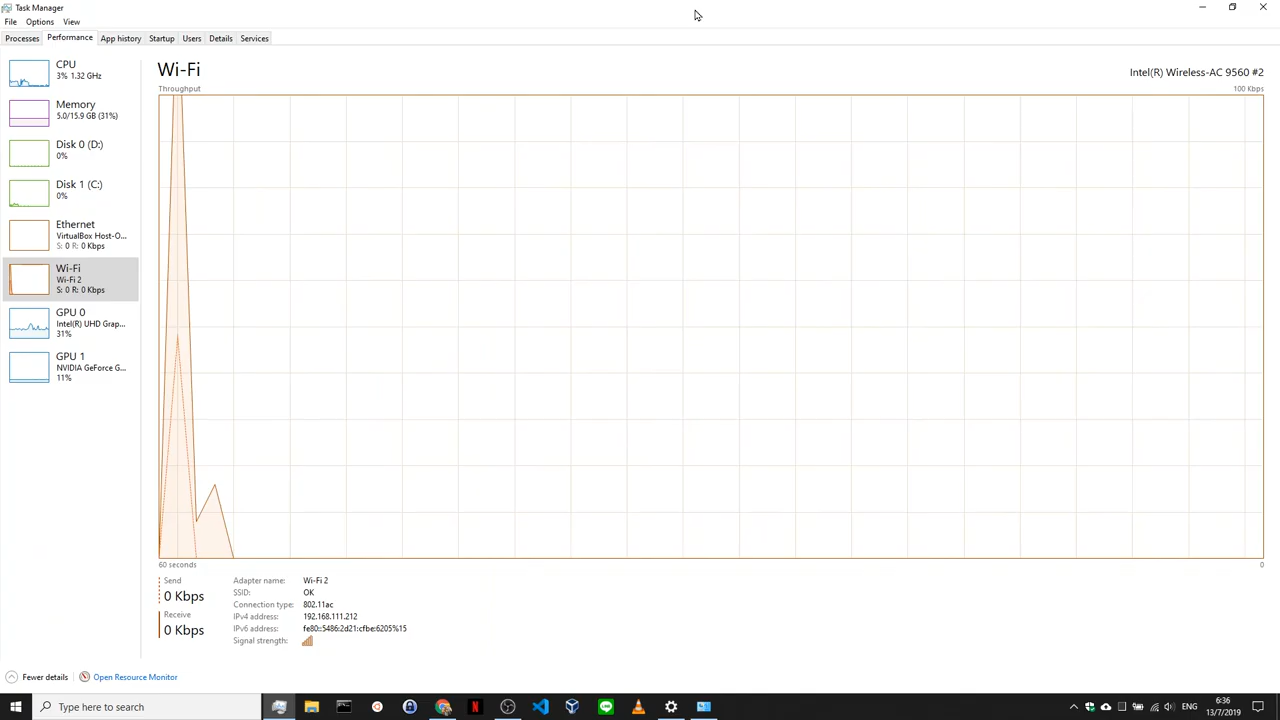 Task Manager
File Options View
Processes Performance App history Startup Users Details Services
CPU
3% 1.32 GHz
Memory
5.0/15.9 GB (31%)
Disk 0 (D:)
0%
Disk 1 (C:)
0%
Ethernet
VirtualBox Host-O...
S: 0 R: 0 Kbps
Wi-Fi
Wi-Fi 2
S: 0 R: 0 Kbps
GPU 0
Intel(R) UHD Grap...
31%
GPU 1
NVIDIA GeForce G...
11%
Wi-Fi
Intel(R) Wireless-AC 9560 #2
Throughput
100 Kbps
60 seconds
0
Send
0 Kbps
Receive
0 Kbps
Adapter name: Wi-Fi 2
SSID: OK
Connection type: 802.11ac
IPv4 address: 192.168.111.212
IPv6 address: fe80::5486:2d21:cfbe:6205%15
Signal strength:
Fewer details
Open Resource Monitor
Type here to search
N
LINE
ENG
6:36
13/7/2019